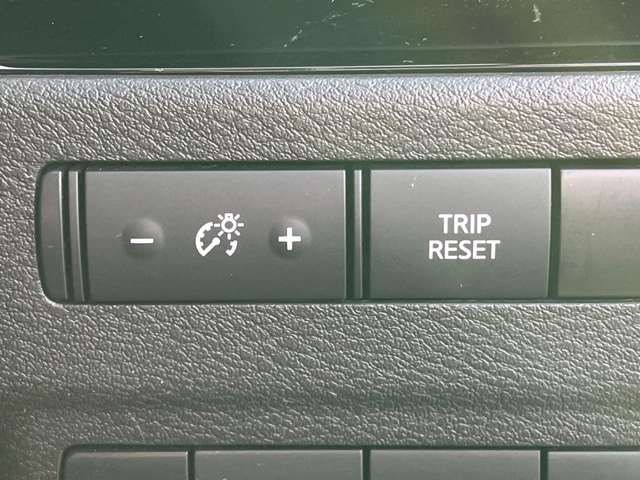 - +
TRIP
RESET